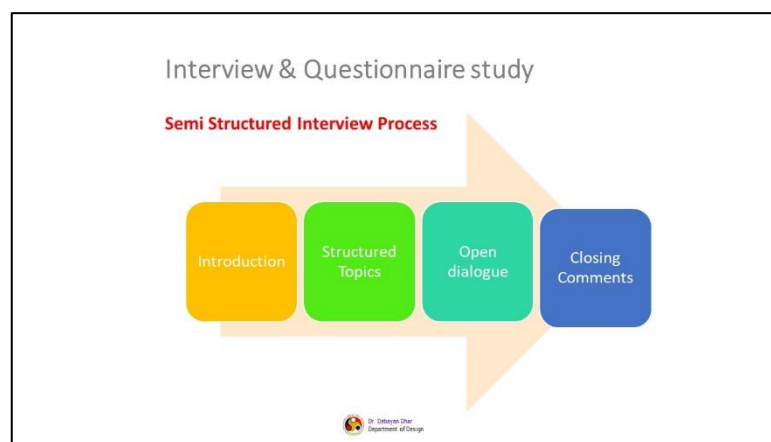 Interview & Questionnaire study
Semi Structured Interview Process
Introduction
Structured
Topics
Open
dialogue
Closing
Comments
Dr. Debayan Dhar
Department of Design